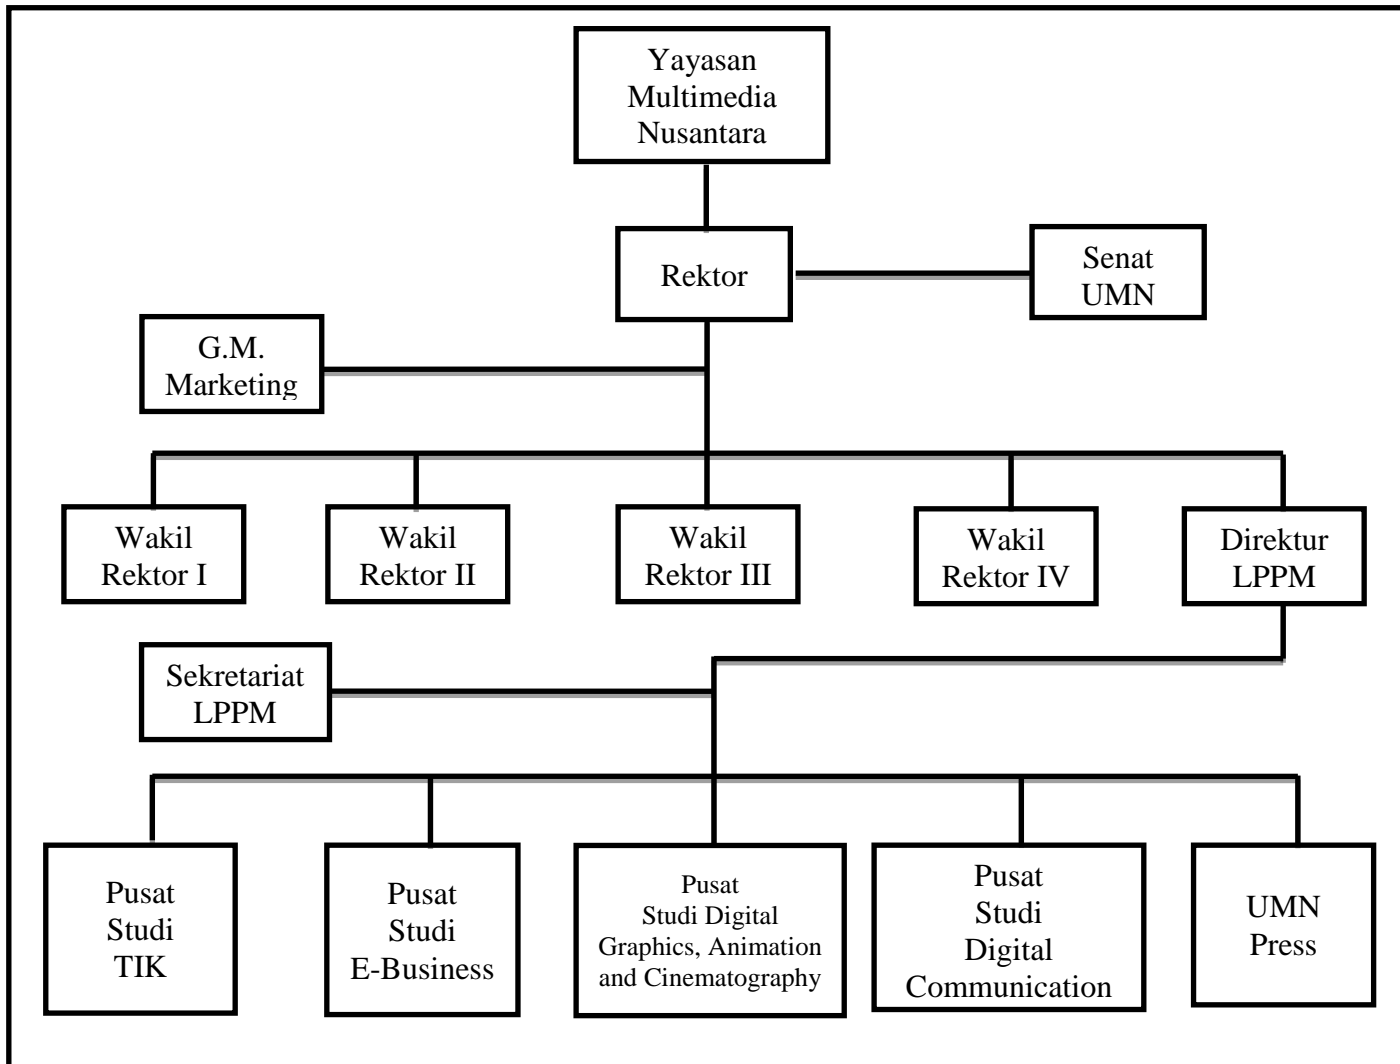 Yayasan
Multimedia
Nusantara
Rektor
Senat
UMN
G.M.
Marketing
Wakil
Rektor I
Wakil
Rektor II
Wakil
Rektor III
Wakil
Rektor IV
Direktur
LPPM
Sekretariat
LPPM
Pusat
Studi
TIK
Pusat
Studi
E-Business
Pusat
Studi Digital
Graphics, Animation
and Cinematography
Pusat
Studi
Digital
Communication
UMN
Press